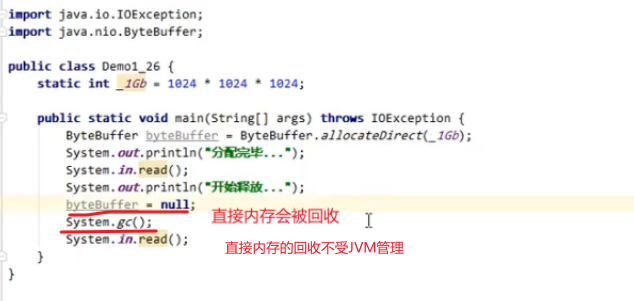 import java.io.IOException;
import java.nio.ByteBuffer;
public class Demo1_26 {
static int _1Gb = 1024 * 1024 * 1024;
public static void main(String[] args) throws IOException {
ByteBuffer byteBuffer = ByteBuffer.allocateDirect(_1Gb);
System.out.println("分配完毕...");
System.in.read();
System.out.println("开始释放...");
byteBuffer = null;
直接内存会被回收
System.gc();
直接内存的回收不受JVM管理
System.in.read();
}
}